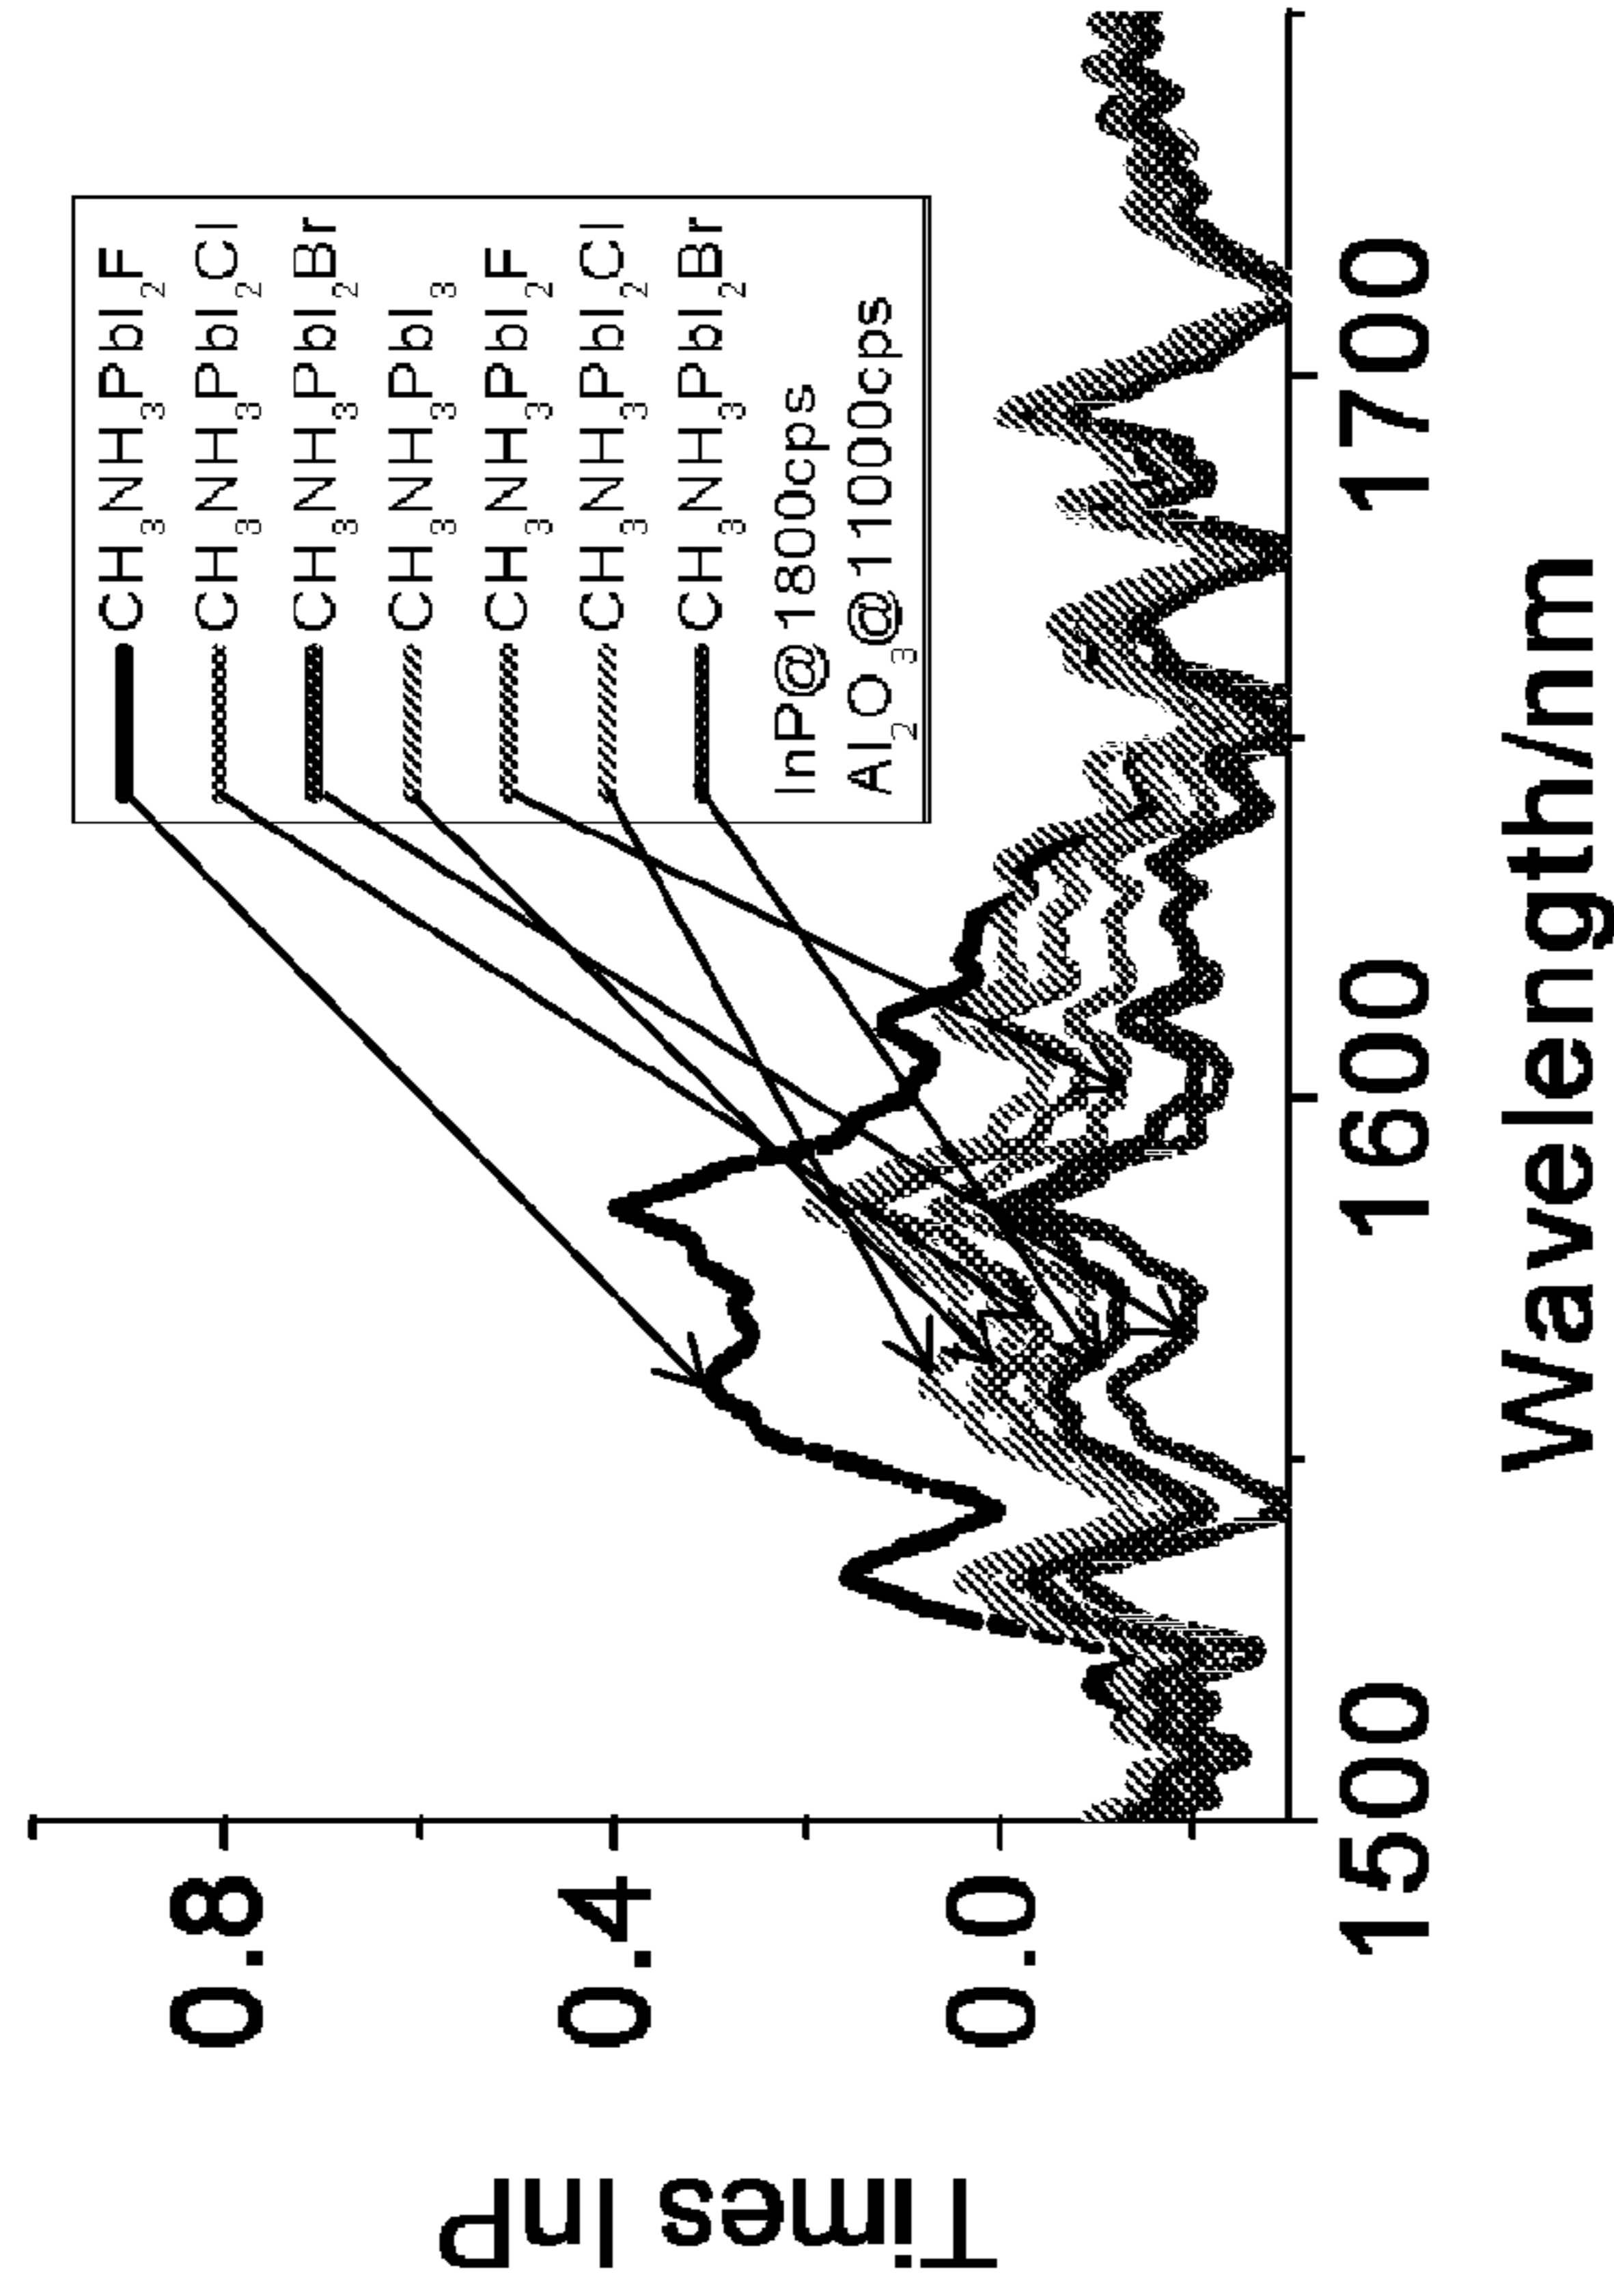 CH₃NH₃PbI₂F
CH₃NH₃PbI₂Cl
CH₃NH₃PbI₂Br
CH₃NH₃PbI₃
CH₃NH₃PbI₂F
CH₃NH₃PbI₂Cl
CH₃NH₃PbI₂Br
InP@1800cps
Al₂O₃@11000cps
Times InP
0.8
0.4
0.0
1500
1600
1700
Wavelength/nm